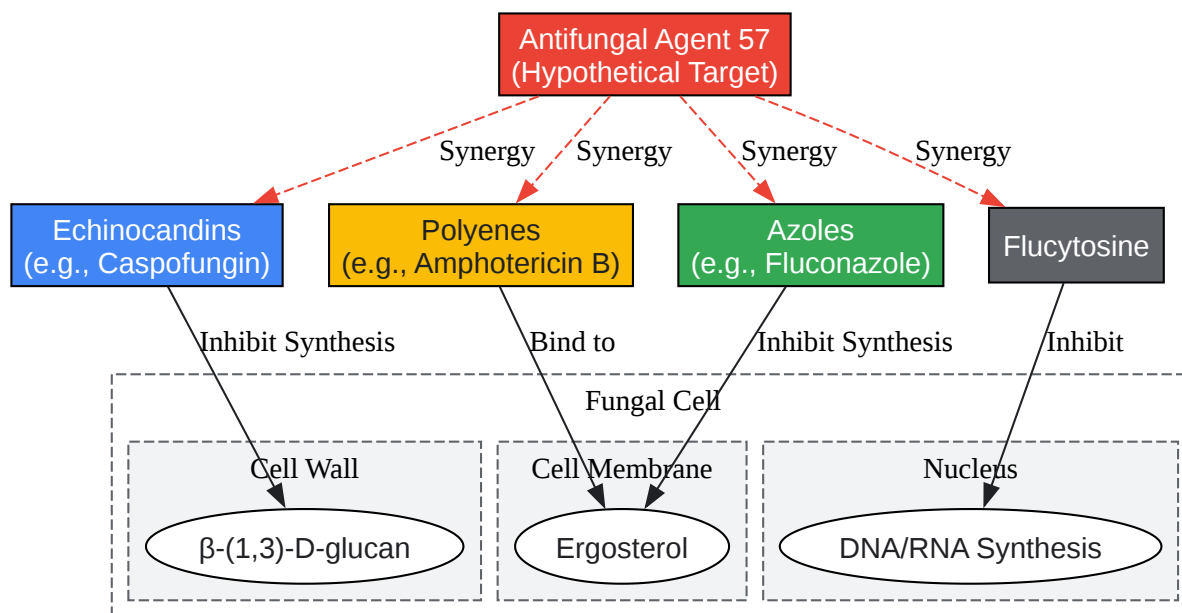 Antifungal Agent 57
(Hypothetical Target)
Synergy
Synergy
Synergy
Synergy
Echinocandins
(e.g., Caspofungin)
Polyenes
(e.g., Amphotericin B)
Azoles
(e.g., Fluconazole)
Flucytosine
Inhibit Synthesis
Bind to
Inhibit Synthesis
Inhibit
Fungal Cell
Cell Wall
Cell Membrane
Nucleus
β-(1,3)-D-glucan
Ergosterol
DNA/RNA Synthesis